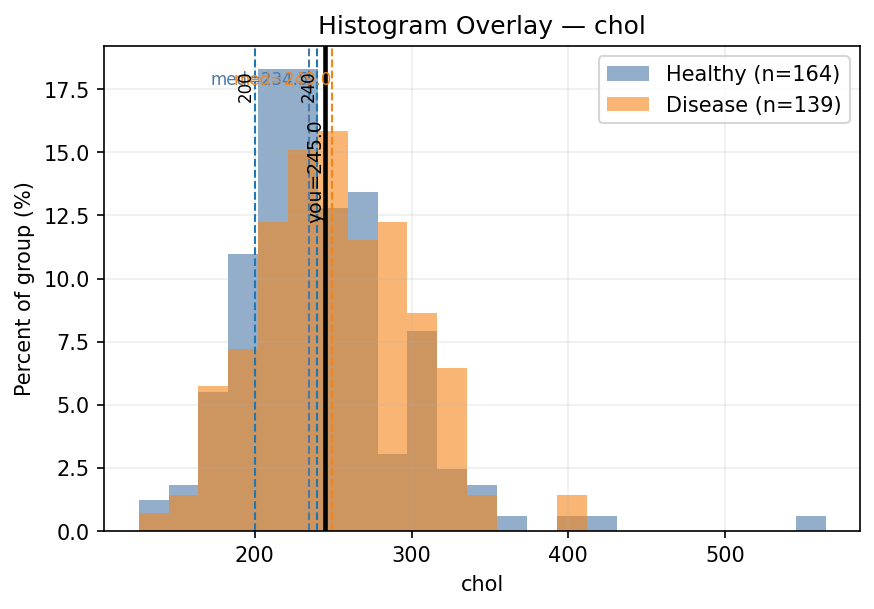 Histogram Overlay — chol
Healthy (n=164)
Disease (n=139)
200
240
you=245.0
Percent of group (%)
17.5
15.0
12.5
10.0
7.5
5.0
2.5
0.0
200
300
400
500
chol